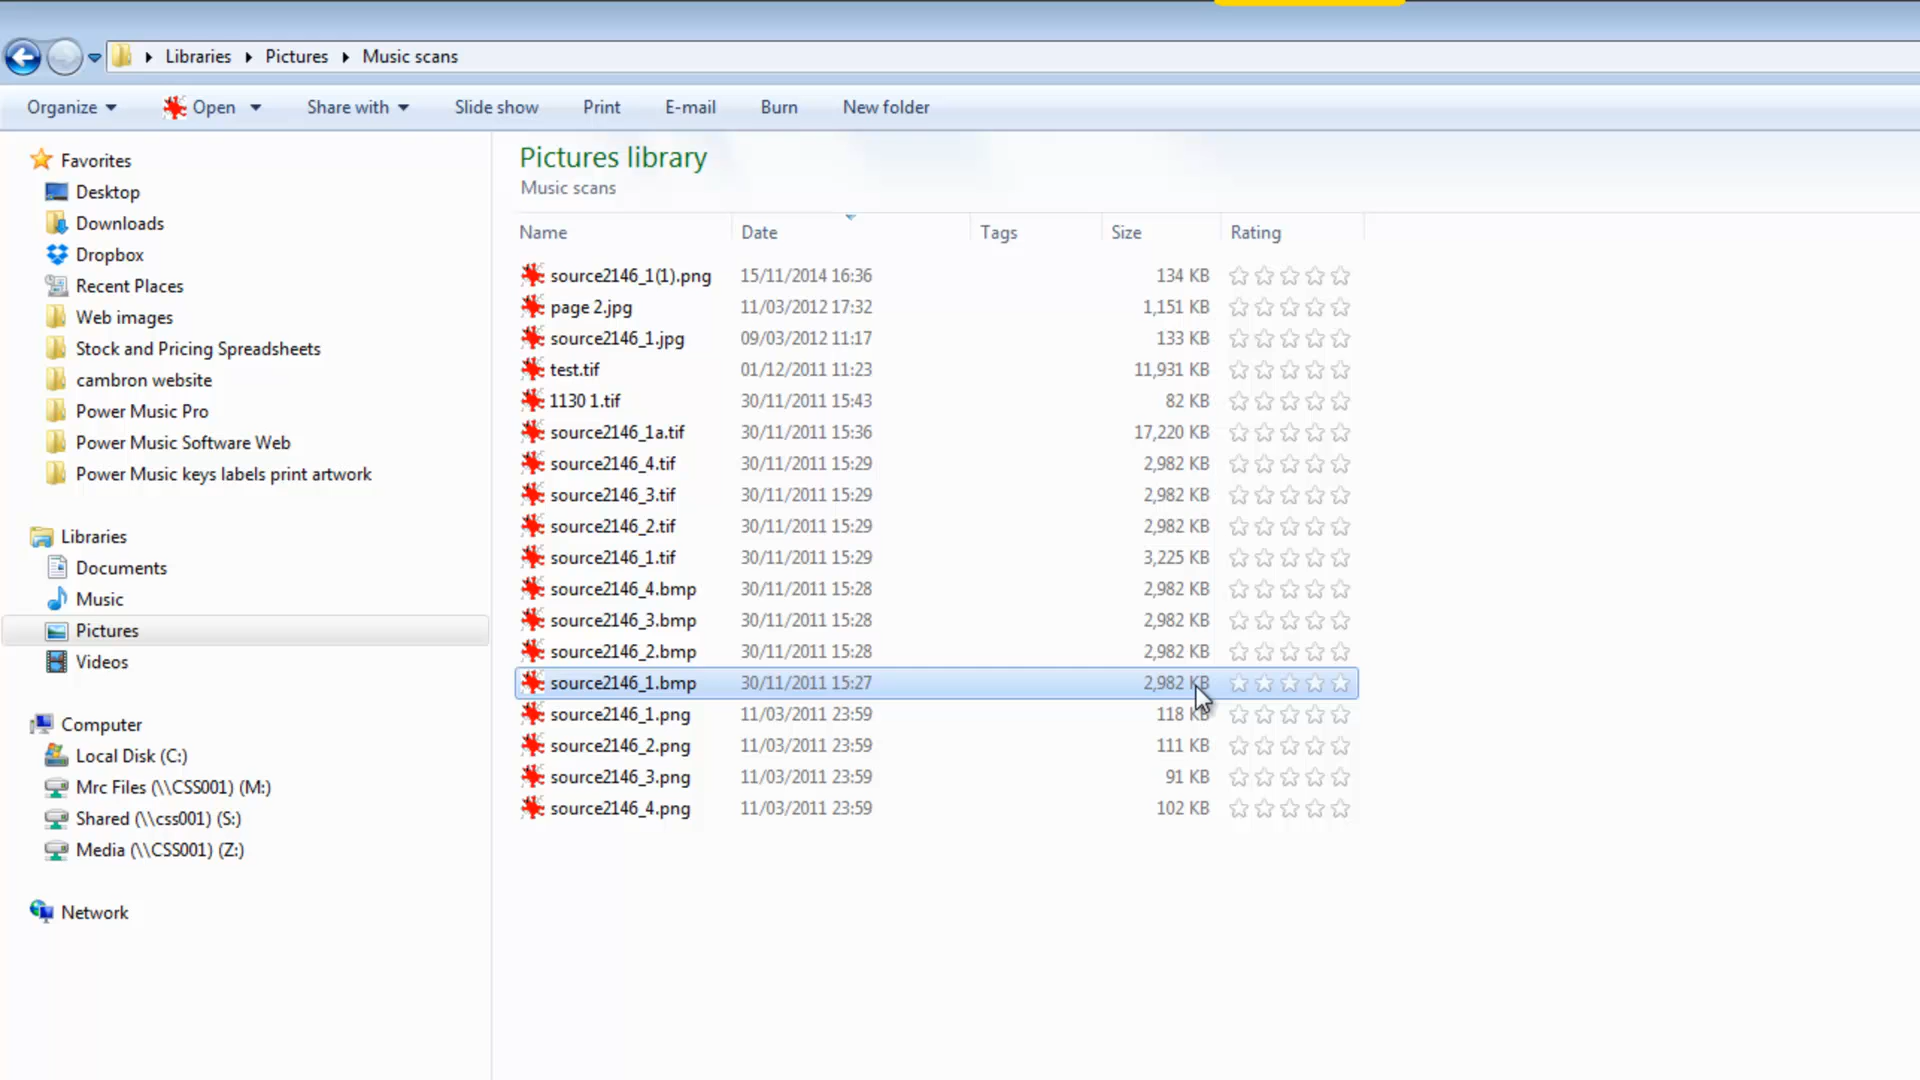 Libraries Pictures Music scans
Organize Open Share with Slide show Print E-mail Burn New folder
Favorites
Desktop
Downloads
Dropbox
Recent Places
Web images
Stock and Pricing Spreadsheets
cambron website
Power Music Pro
Power Music Software Web
Power Music keys labels print artwork
Libraries
Documents
Music
Pictures
Videos
Computer
Local Disk (C:)
Mrc Files (\\CSS001) (M:)
Shared (\\css001) (S:)
Media (\\CSS001) (Z:)
Network
Pictures library
Music scans
Name Date Tags Size Rating
source2146_1(1).png 15/11/2014 16:36 134 KB
page 2.jpg 11/03/2012 17:32 1,151 KB
source2146_1.jpg 09/03/2012 11:17 133 KB
test.tif 01/12/2011 11:23 11,931 KB
1130 1.tif 30/11/2011 15:43 82 KB
source2146_1a.tif 30/11/2011 15:36 17,220 KB
source2146_4.tif 30/11/2011 15:29 2,982 KB
source2146_3.tif 30/11/2011 15:29 2,982 KB
source2146_2.tif 30/11/2011 15:29 2,982 KB
source2146_1.tif 30/11/2011 15:29 3,225 KB
source2146_4.bmp 30/11/2011 15:28 2,982 KB
source2146_3.bmp 30/11/2011 15:28 2,982 KB
source2146_2.bmp 30/11/2011 15:28 2,982 KB
source2146_1.bmp 30/11/2011 15:27 2,982 KB
source2146_1.png 11/03/2011 23:59 118 KB
source2146_2.png 11/03/2011 23:59 111 KB
source2146_3.png 11/03/2011 23:59 91 KB
source2146_4.png 11/03/2011 23:59 102 KB